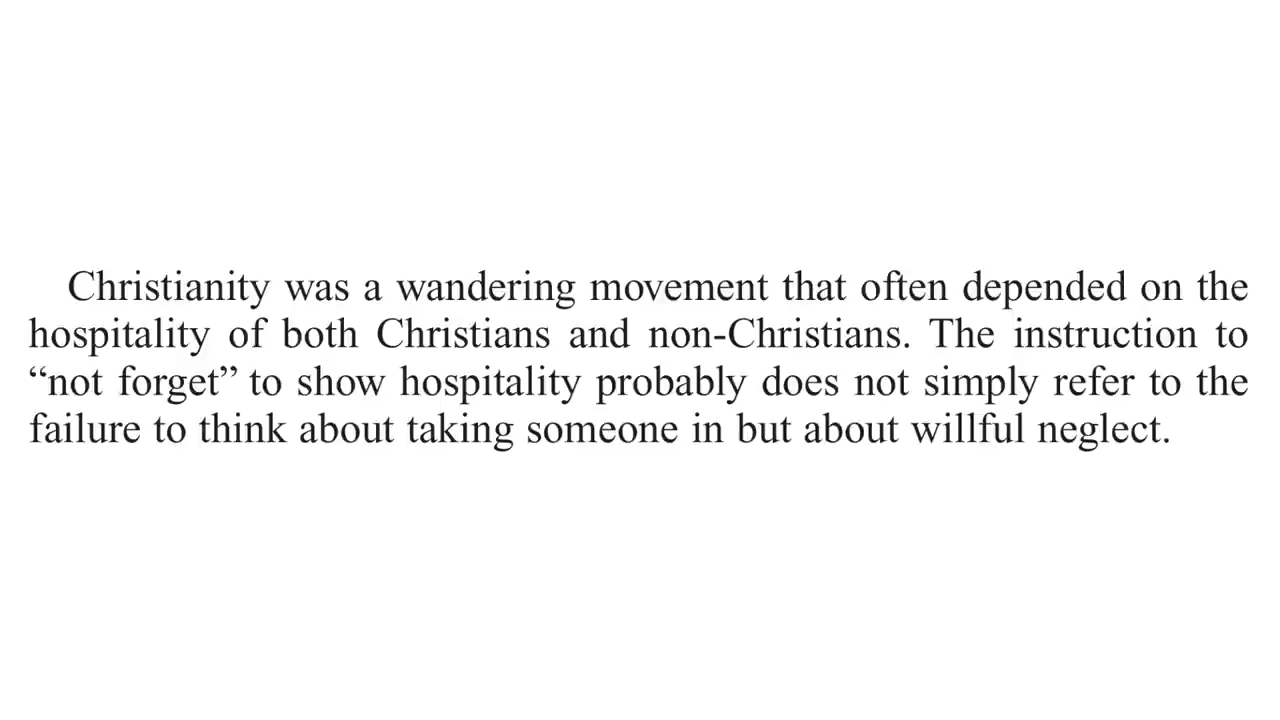 Christianity was a wandering movement that often depended on the
hospitality of both Christians and non-Christians. The instruction to
“not forget” to show hospitality probably does not simply refer to the
failure to think about taking someone in but about willful neglect.